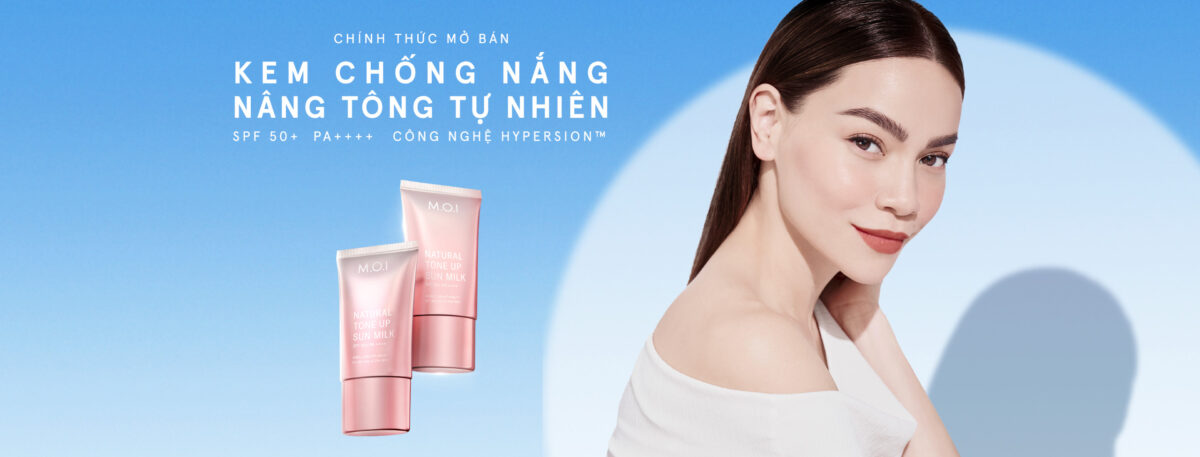 CHÍNH THỨC MỞ BÁN
KEM CHỐNG NẮNG
NÂNG TÔNG TỰ NHIÊN
SPF 50+ PA++++ CÔNG NGHỆ HYPERSION™
M.O.I
NATURAL
TONE UP
SUN MILK
M.O.I
NATURAL
TONE UP
SUN MILK